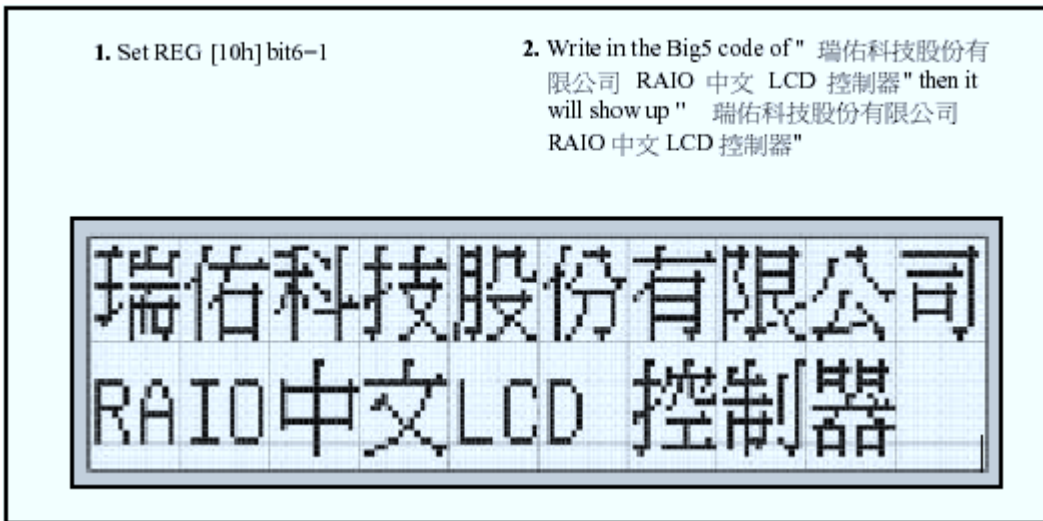 1. Set REG [10h] bit6=1
2. Write in the Big5 code of " 瑞佑科技股份有
限公司 RAIO 中文 LCD 控制器" then it
will show up " 瑞佑科技股份有限公司
RAIO 中文 LCD 控制器"
瑞佑科技股份有限公司
RAIO中文LCD 控制器